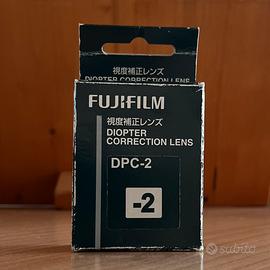 視度補正レンズ
DIOPTER
CORRECTION LENS
FUJIFILM
視度補正レンズ
DIOPTER
CORRECTION LENS
DPC-2
-2
subito